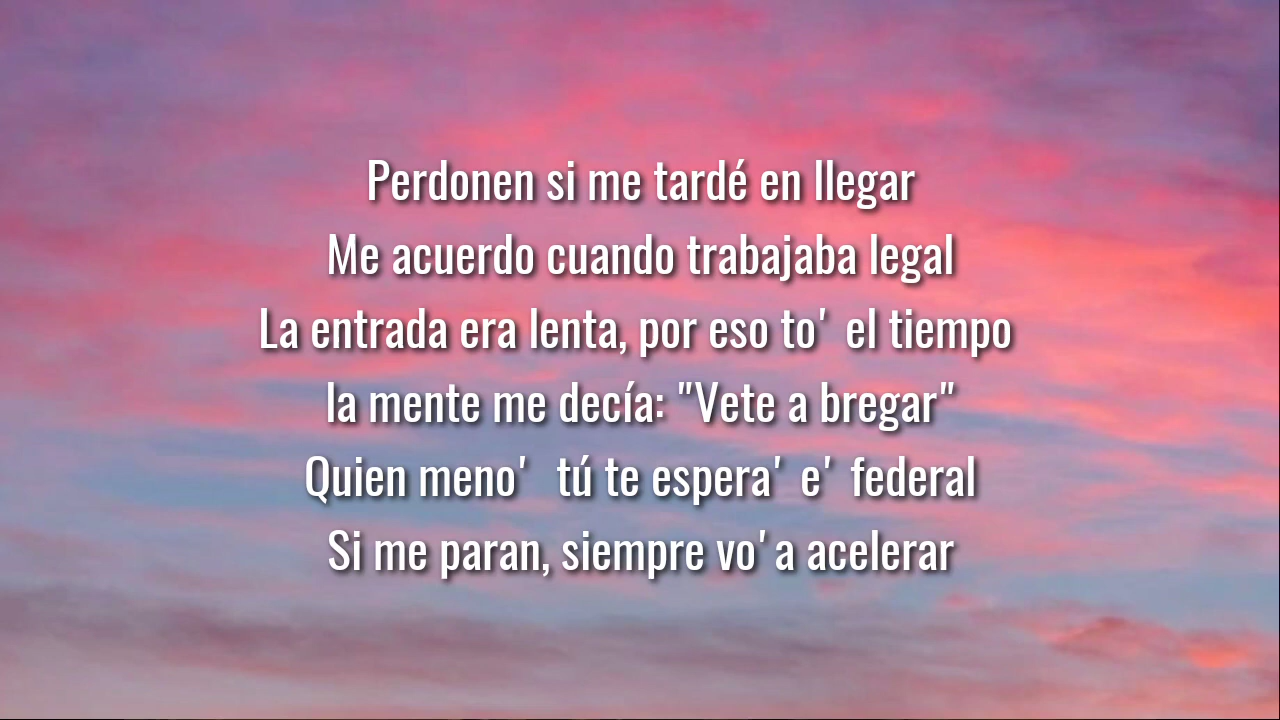 Perdonen si me tardé en llegar
Me acuerdo cuando trabajaba legal
La entrada era lenta, por eso to' el tiempo
la mente me decía: "Vete a bregar"
Quien meno' tú te espera' e' federal
Si me paran, siempre vo'a acelerar